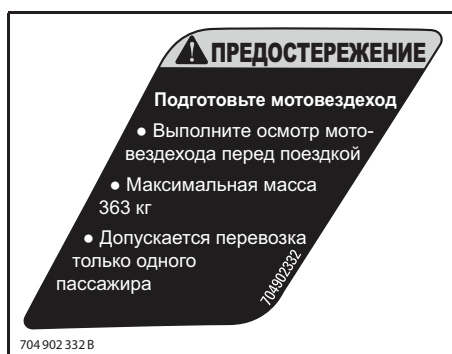 ПРЕДОСТЕРЕЖЕНИЕ
Подготовьте мотовездеход
● Выполните осмотр мото-
вездехода перед поездкой
● Максимальная масса
363 кг
● Допускается перевозка
только одного
пассажира
704902332
704 902 332 B